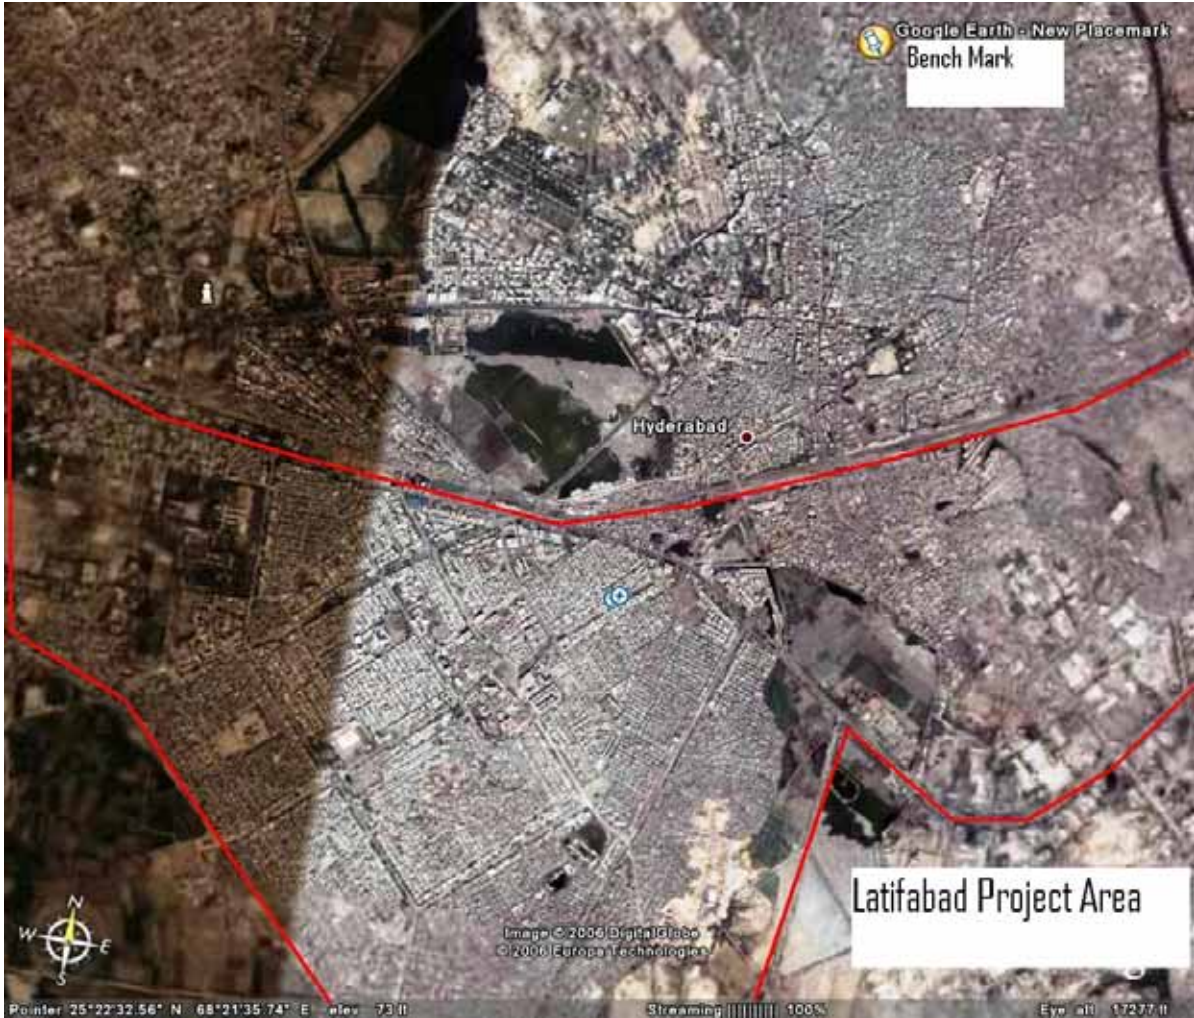 Google Earth - New Placemark
Bench Mark
Hyderabad
Latifabad Project Area
N
W E
S
Image © 2006 DigitalGlobe
© 2006 Europa Technologies
Pointer 25°22'32.56" N 68°21'35.74" E elev 73 ft Streaming |||||||||| 100% Eye alt 17277 ft